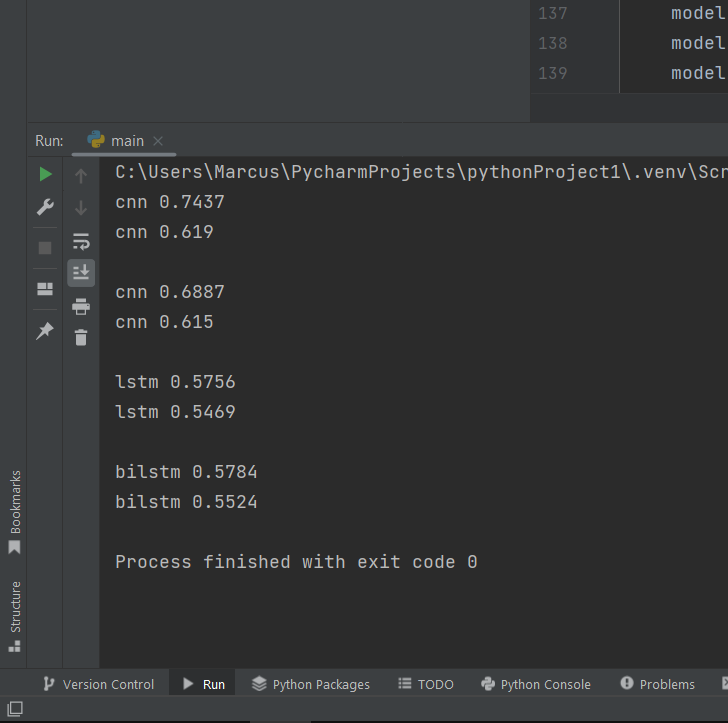 137 model
138 model
139 model
Run: main
C:\Users\Marcus\PycharmProjects\pythonProject1\.venv\Scr
cnn 0.7437
cnn 0.619
cnn 0.6887
cnn 0.615
lstm 0.5756
lstm 0.5469
bilstm 0.5784
bilstm 0.5524
Process finished with exit code 0
Bookmarks
Structure
Version Control Run Python Packages TODO Python Console Problems